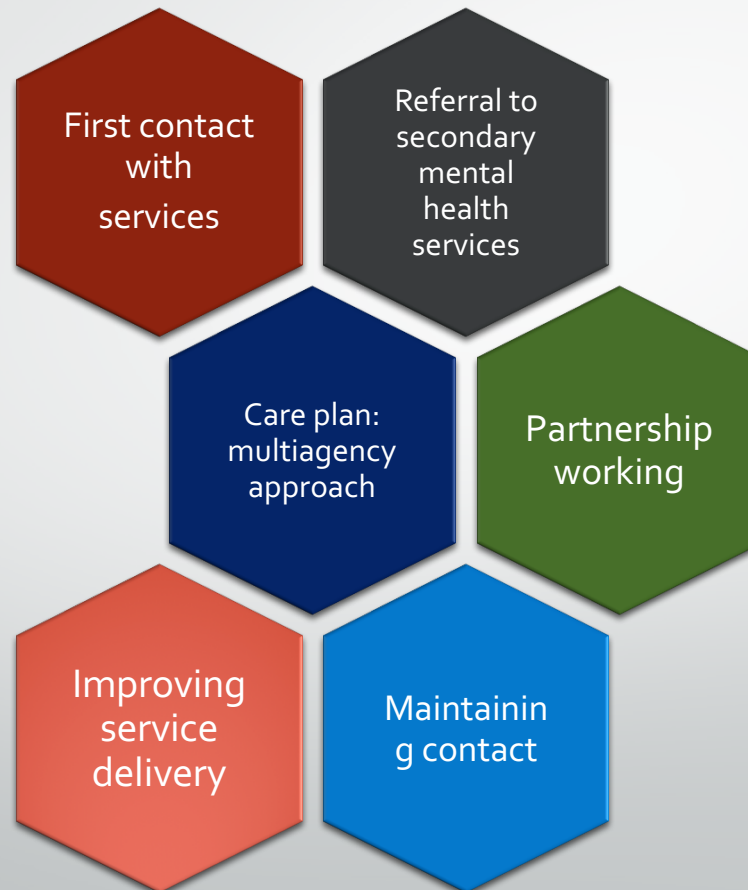 First contact
with
services
Referral to
secondary
mental
health
services
Care plan:
multiagency
approach
Partnership
working
Improving
service
delivery
Maintainin
g contact